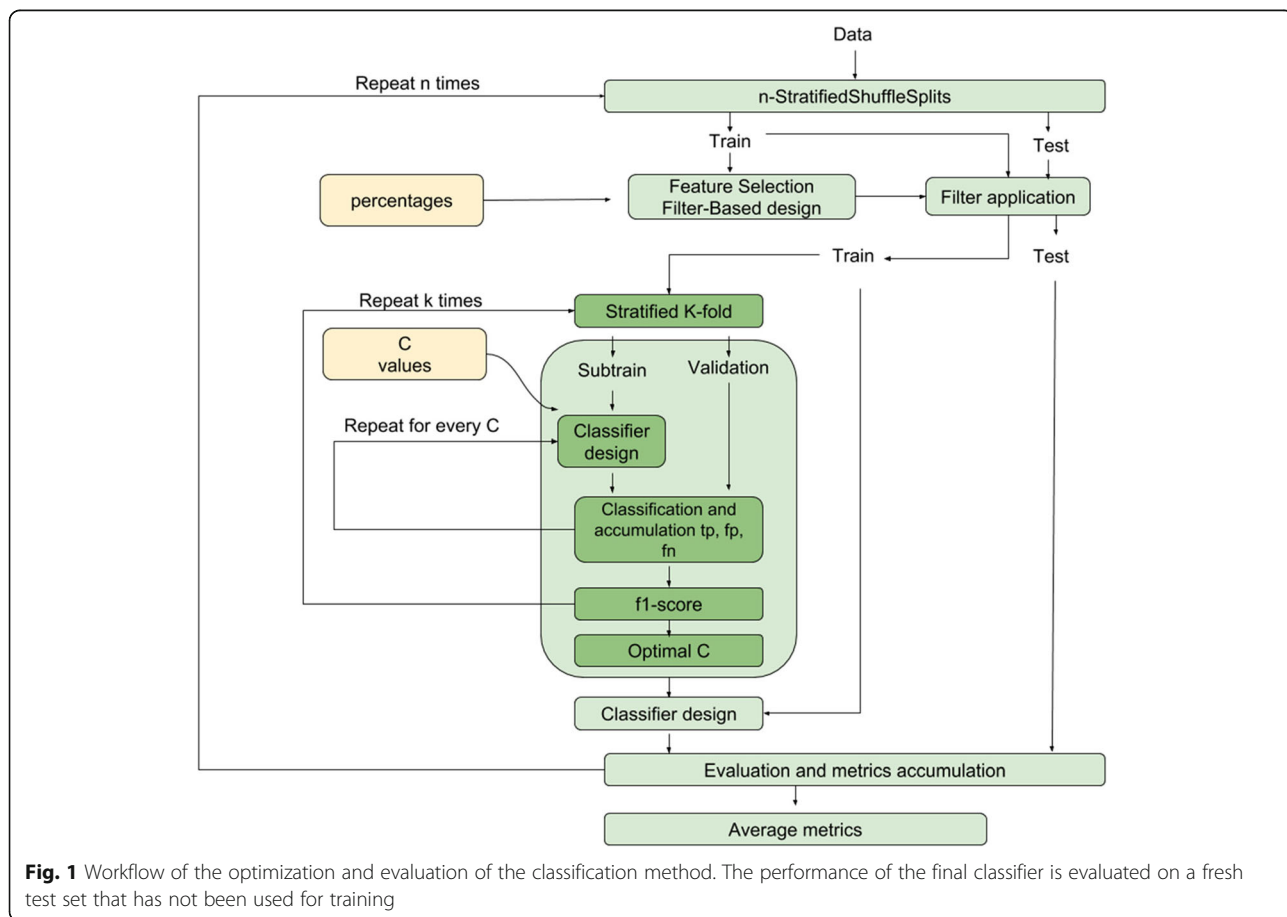 Data
Repeat n times
n-StratifiedShuffleSplits
Train
Test
percentages
Feature Selection
Filter-Based design
Filter application
Train
Test
Repeat k times
Stratified K-fold
C
values
Subtrain
Validation
Repeat for every C
Classifier
design
Classification and
accumulation tp, fp,
fn
f1-score
Optimal C
Classifier design
Evaluation and metrics accumulation
Average metrics
Fig. 1 Workflow of the optimization and evaluation of the classification method. The performance of the final classifier is evaluated on a fresh
test set that has not been used for training